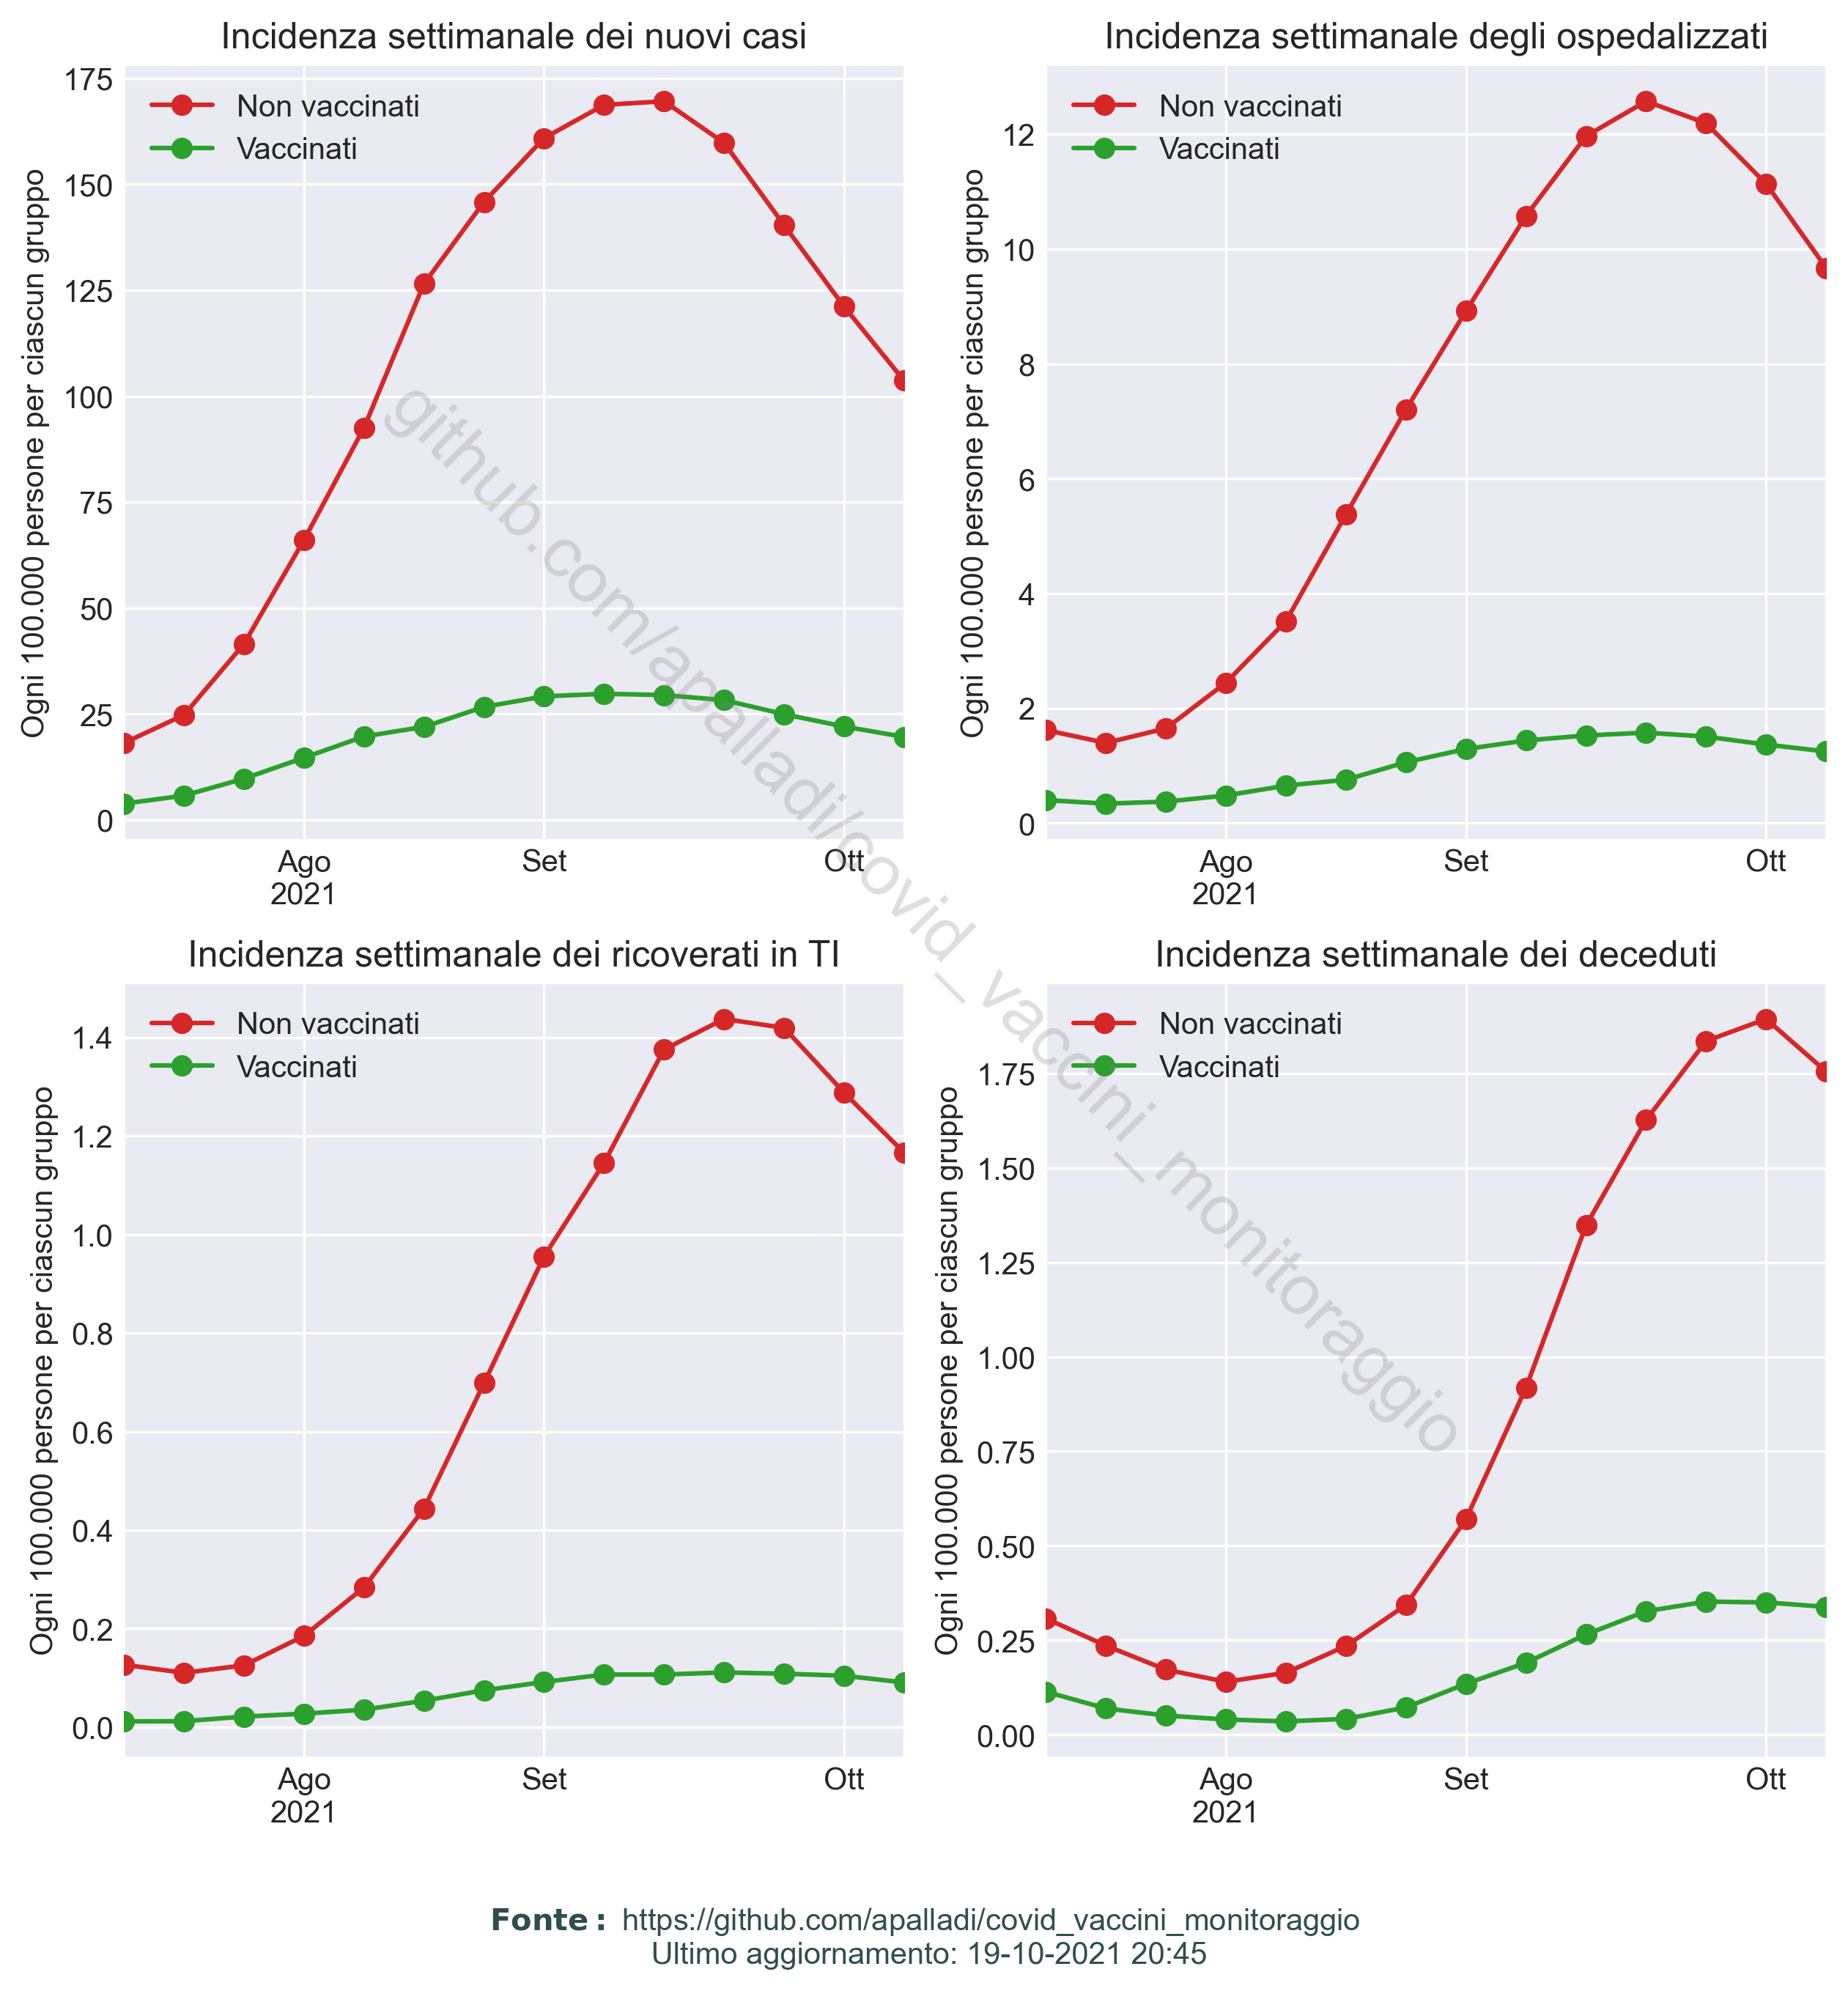 Incidenza settimanale dei nuovi casi
Ogni 100.000 persone per ciascun gruppo
175
150
125
100
75
50
25
0
Non vaccinati
Vaccinati
Ago
2021
Set
Ott
Incidenza settimanale degli ospedalizzati
Ogni 100.000 persone per ciascun gruppo
12
10
8
6
4
2
0
Non vaccinati
Vaccinati
Ago
2021
Set
Ott
Incidenza settimanale dei ricoverati in TI
Ogni 100.000 persone per ciascun gruppo
1.4
1.2
1.0
0.8
0.6
0.4
0.2
0.0
Non vaccinati
Vaccinati
Ago
2021
Set
Ott
Incidenza settimanale dei deceduti
Ogni 100.000 persone per ciascun gruppo
1.75
1.50
1.25
1.00
0.75
0.50
0.25
0.00
Non vaccinati
Vaccinati
Ago
2021
Set
Ott
github.com/apalladi/covid_vaccini_monitoraggio
Fonte: https://github.com/apalladi/covid_vaccini_monitoraggio
Ultimo aggiornamento: 19-10-2021 20:45